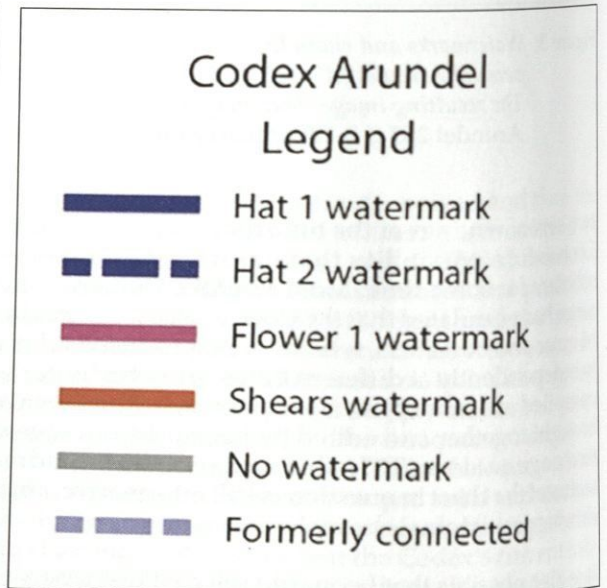 Codex Arundel
Legend
Hat 1 watermark
Hat 2 watermark
Flower 1 watermark
Shears watermark
No watermark
Formerly connected